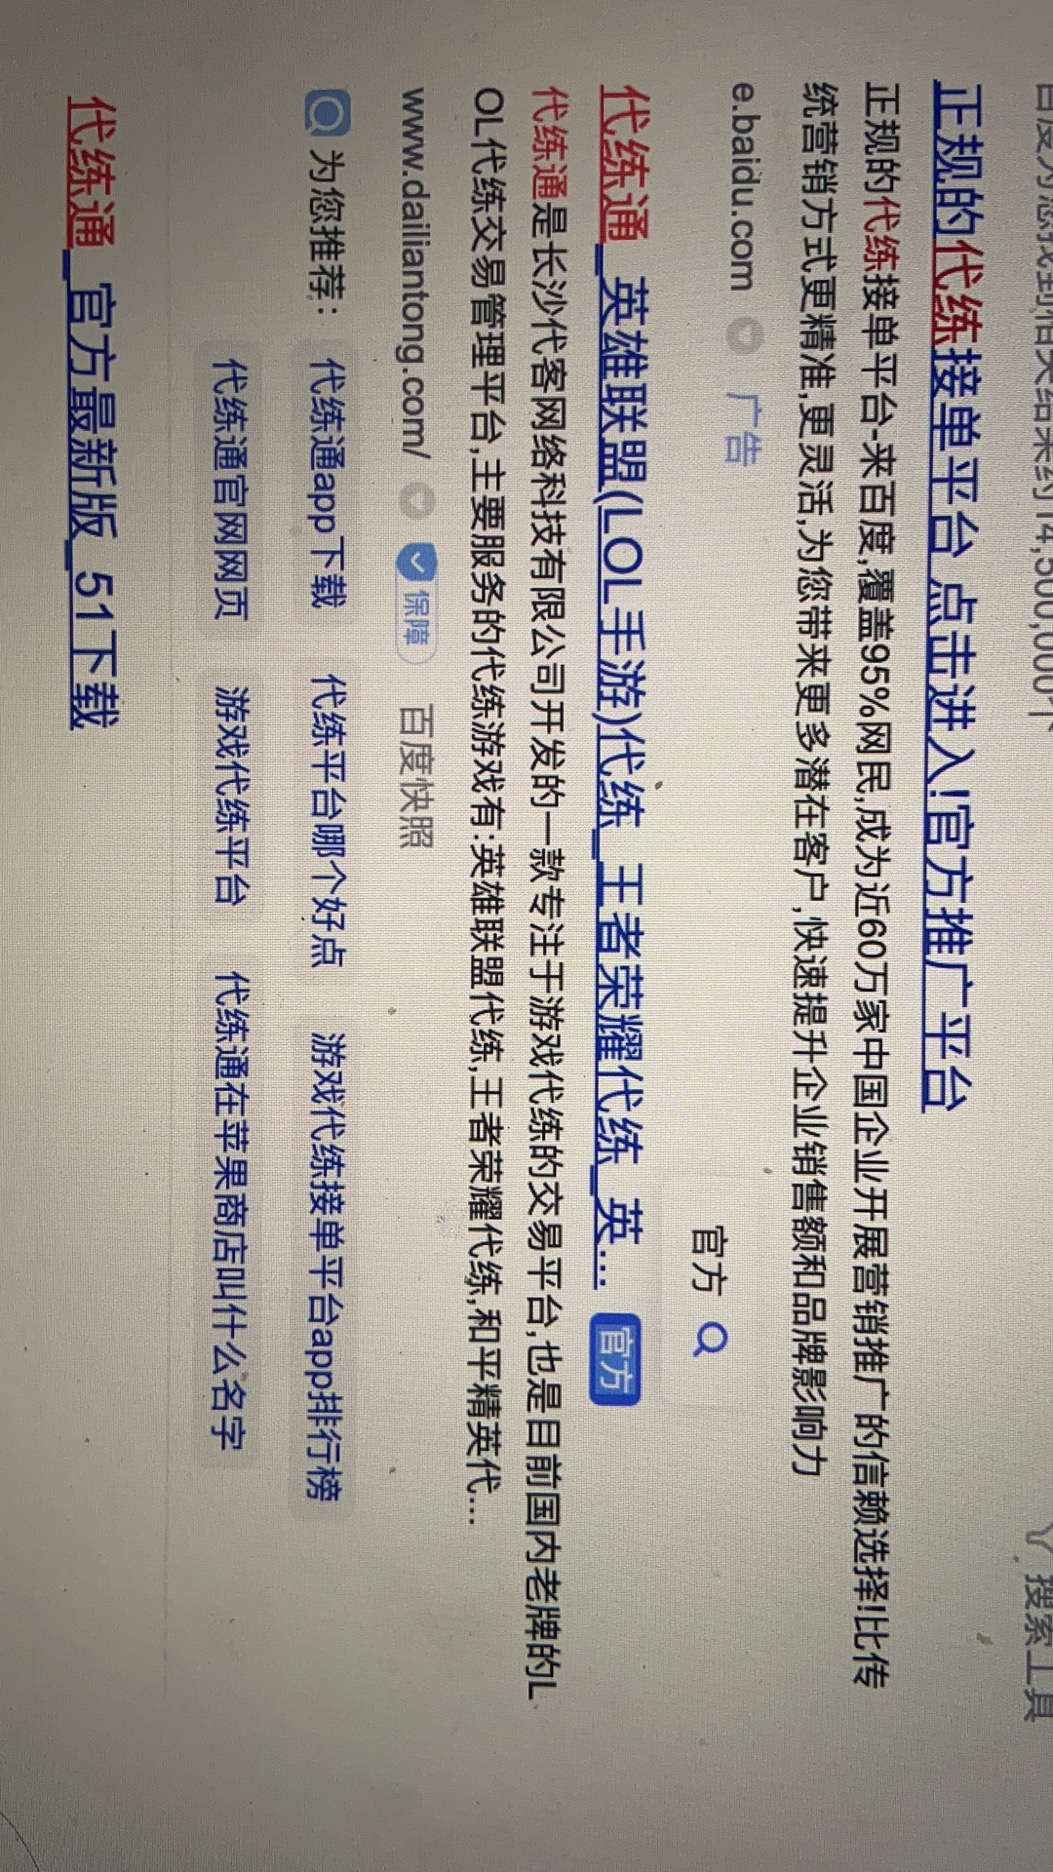 百度为您找到相关结果约14,500,000个
搜索工具
正规的代练接单平台 点击进入!官方推广平台
正规的代练接单平台-来百度,覆盖95%网民,成为近60万家中国企业开展营销推广的信赖选择!比传
统营销方式更精准,更灵活,为您带来更多潜在客户,快速提升企业销售额和品牌影响力
e.baidu.com 广告
官方
代练通_英雄联盟(LOL手游)代练_王者荣耀代练_英... 官方
代练通是长沙代客网络科技有限公司开发的一款专注于游戏代练的交易平台,也是目前国内老牌的L
OL代练交易管理平台,主要服务的代练游戏有:英雄联盟代练,王者荣耀代练,和平精英代...
www.dailiantong.com/ 保障 百度快照
为您推荐: 代练通app下载 代练平台哪个好点 游戏代练接单平台app排行榜
代练通官网网页 游戏代练平台 代练通在苹果商店叫什么名字
代练通_官方最新版_51下载